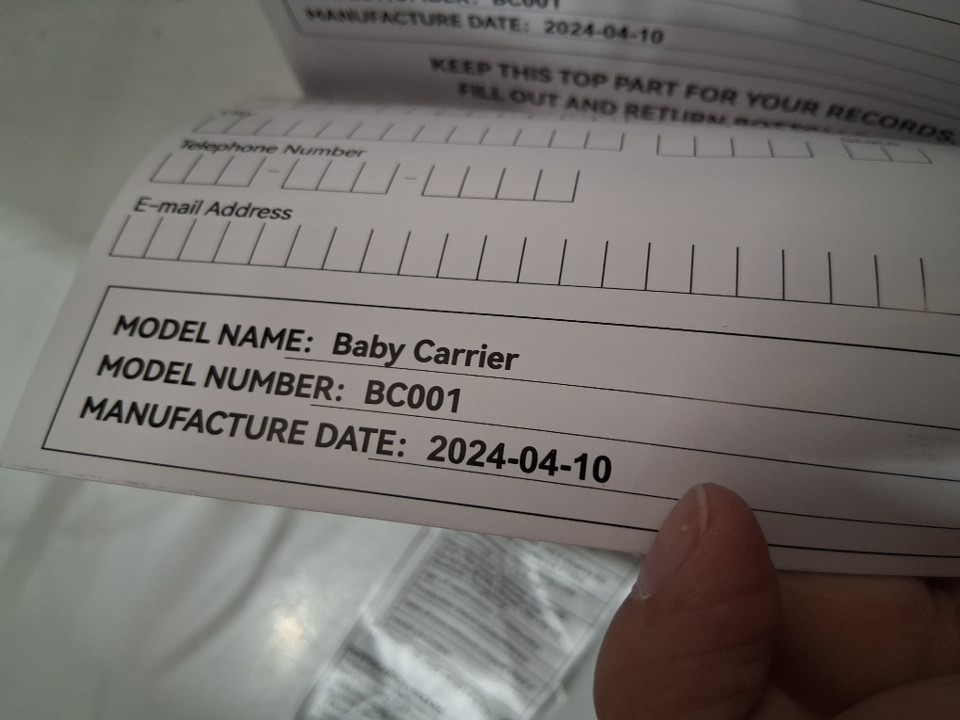 BC001
MANUFACTURE DATE: 2024-04-10
KEEP THIS TOP PART FOR YOUR RECORDS.
FILL OUT AND RETURN
Telephone Number
E-mail Address
MODEL NAME: Baby Carrier
MODEL NUMBER: BC001
MANUFACTURE DATE: 2024-04-10